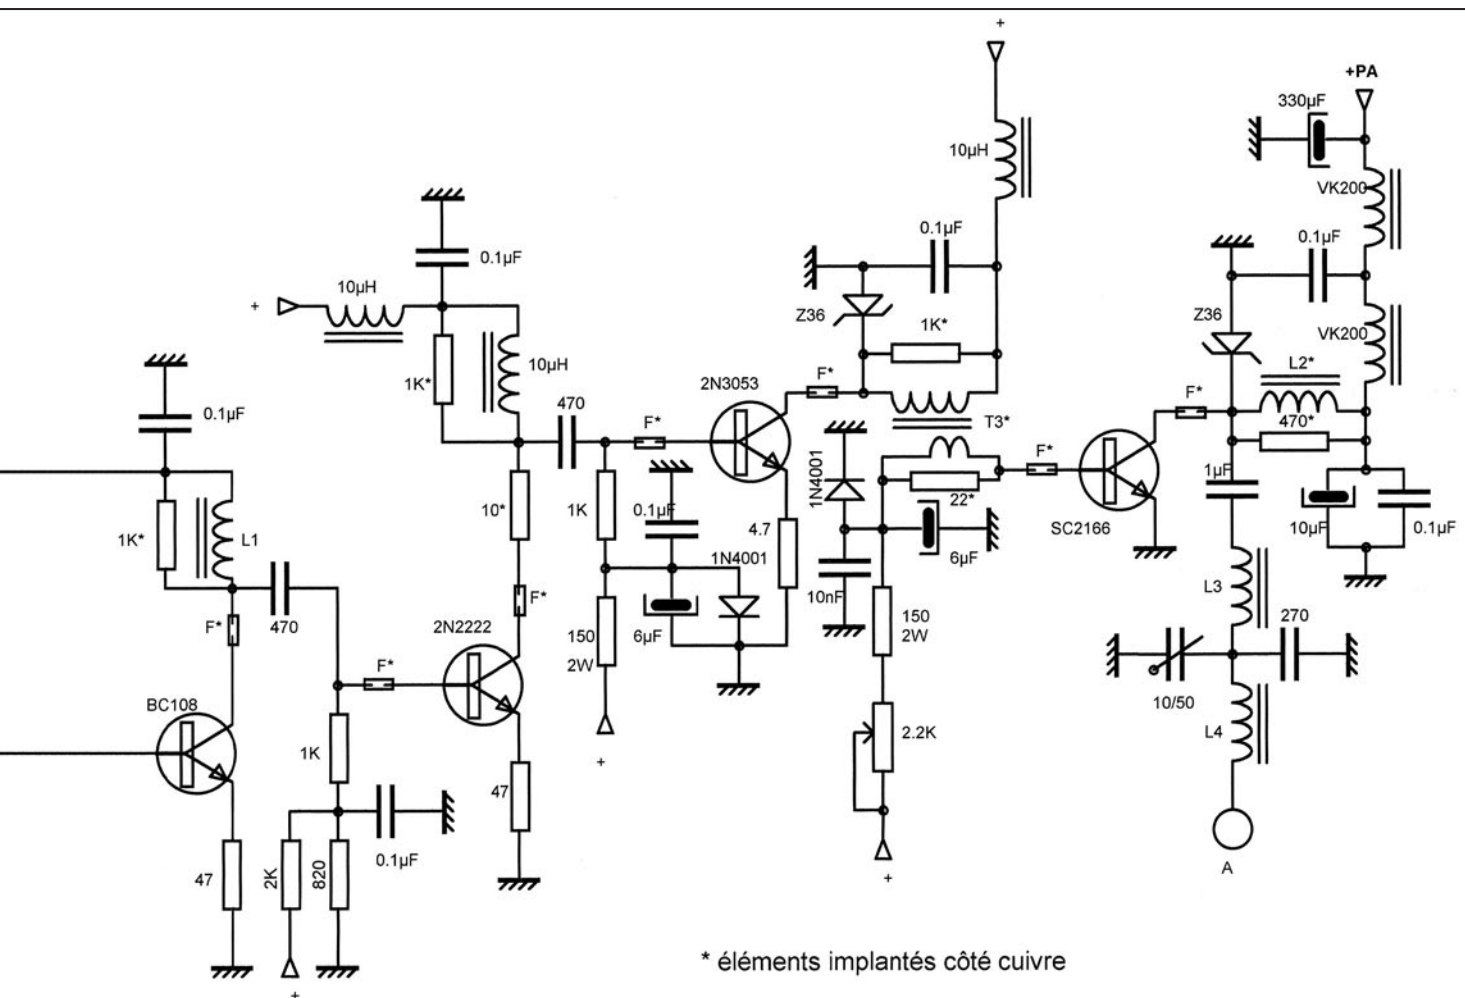 +
+PA
330µF
10µH
VK200
0.1µF
0.1µF
0.1µF
10µH
+
Z36
Z36
1K*
VK200
10µH
L2*
1K*
2N3053
F*
F*
0.1µF
470
F*
T3*
470*
F*
1N4001
1µF
10*
1K
0.1µF
22*
4.7
SC2166
10µF
0.1µF
1K*
L1
1N4001
6µF
L3
10nF
F*
F*
470
2N2222
150
2W
6µF
150
2W
270
F*
BC108
10/50
1K
2.2K
L4
+
47
0.1µF
A
47
2K
820
+
* éléments implantés côté cuivre
+